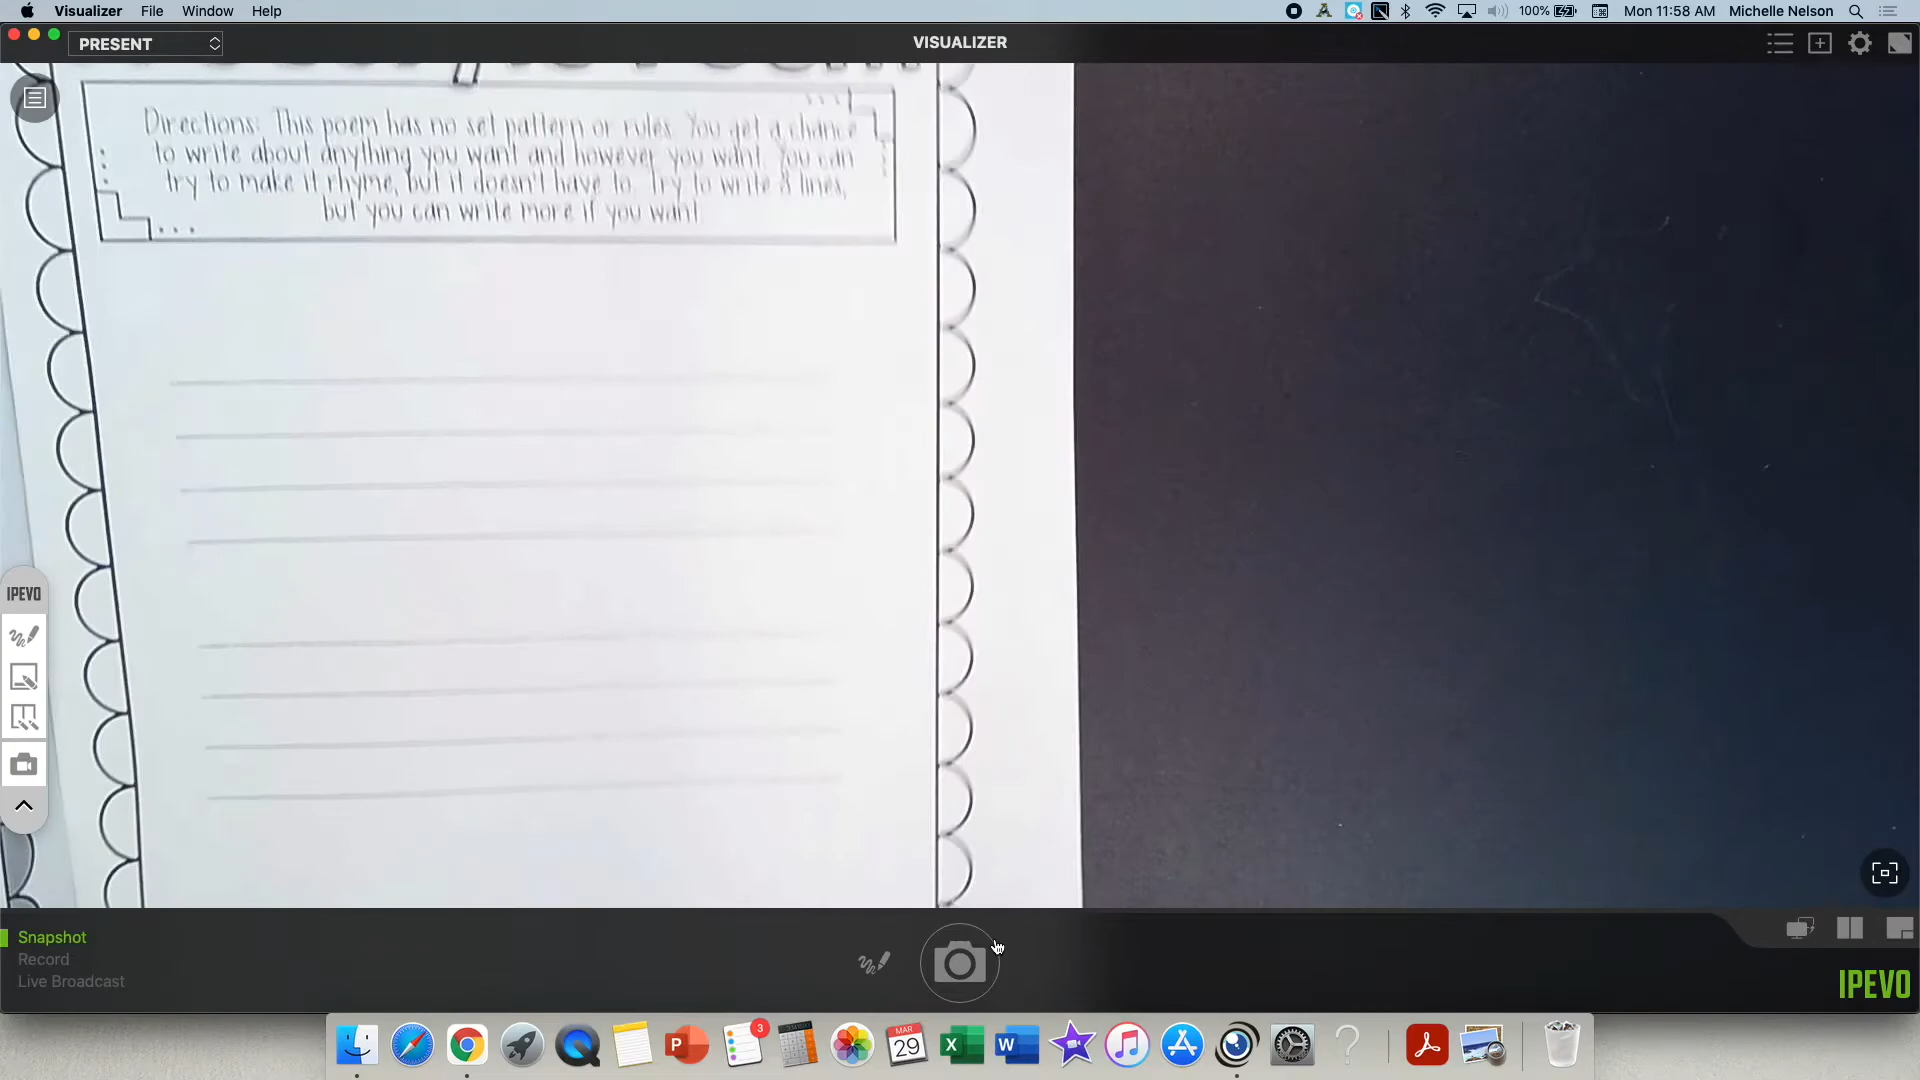 Visualizer File Window Help 100% Mon 11:58 AM Michelle Nelson
PRESENT VISUALIZER
Directions: This poem has no set pattern or rules. You get a chance
to write about anything you want and however you want. You can
try to make it rhyme, but it doesn't have to. Try to write 8 lines,
but you can write more if you want.
IPEVO
Snapshot
Record
Live Broadcast
IPEVO
3
MAR
29